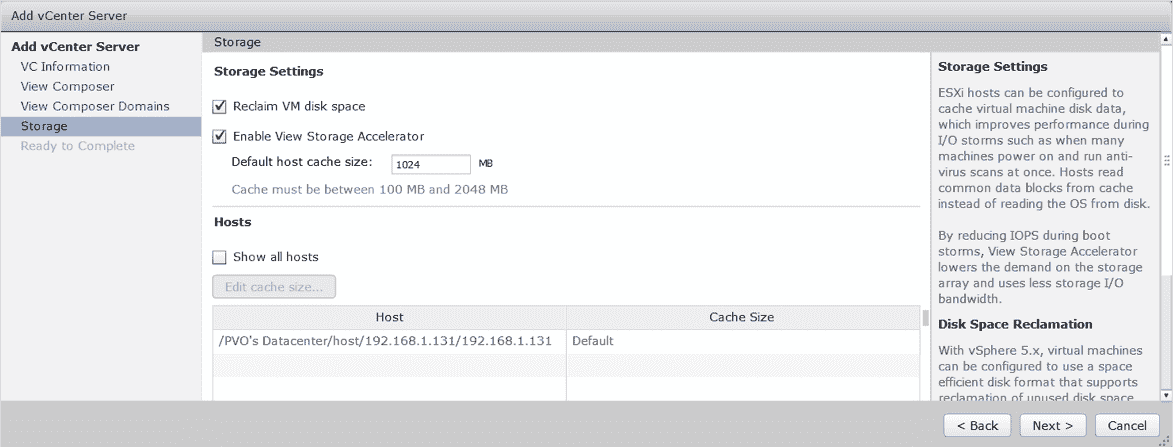 Add vCenter Server
Add vCenter Server
VC Information
View Composer
View Composer Domains
Storage
Ready to Complete
Storage
Storage Settings
Reclaim VM disk space
Enable View Storage Accelerator
Default host cache size: 1024 MB
Cache must be between 100 MB and 2048 MB
Hosts
Show all hosts
Edit cache size...
Host Cache Size
/PVO's Datacenter/host/192.168.1.131/192.168.1.131 Default
Storage Settings
ESXi hosts can be configured to
cache virtual machine disk data,
which improves performance during
I/O storms such as when many
machines power on and run anti-
virus scans at once. Hosts read
common data blocks from cache
instead of reading the OS from disk.
By reducing IOPS during boot
storms, View Storage Accelerator
lowers the demand on the storage
array and uses less storage I/O
bandwidth.
Disk Space Reclamation
With vSphere 5.x, virtual machines
can be configured to use a space
efficient disk format that supports
reclamation of unused disk space
< Back Next > Cancel